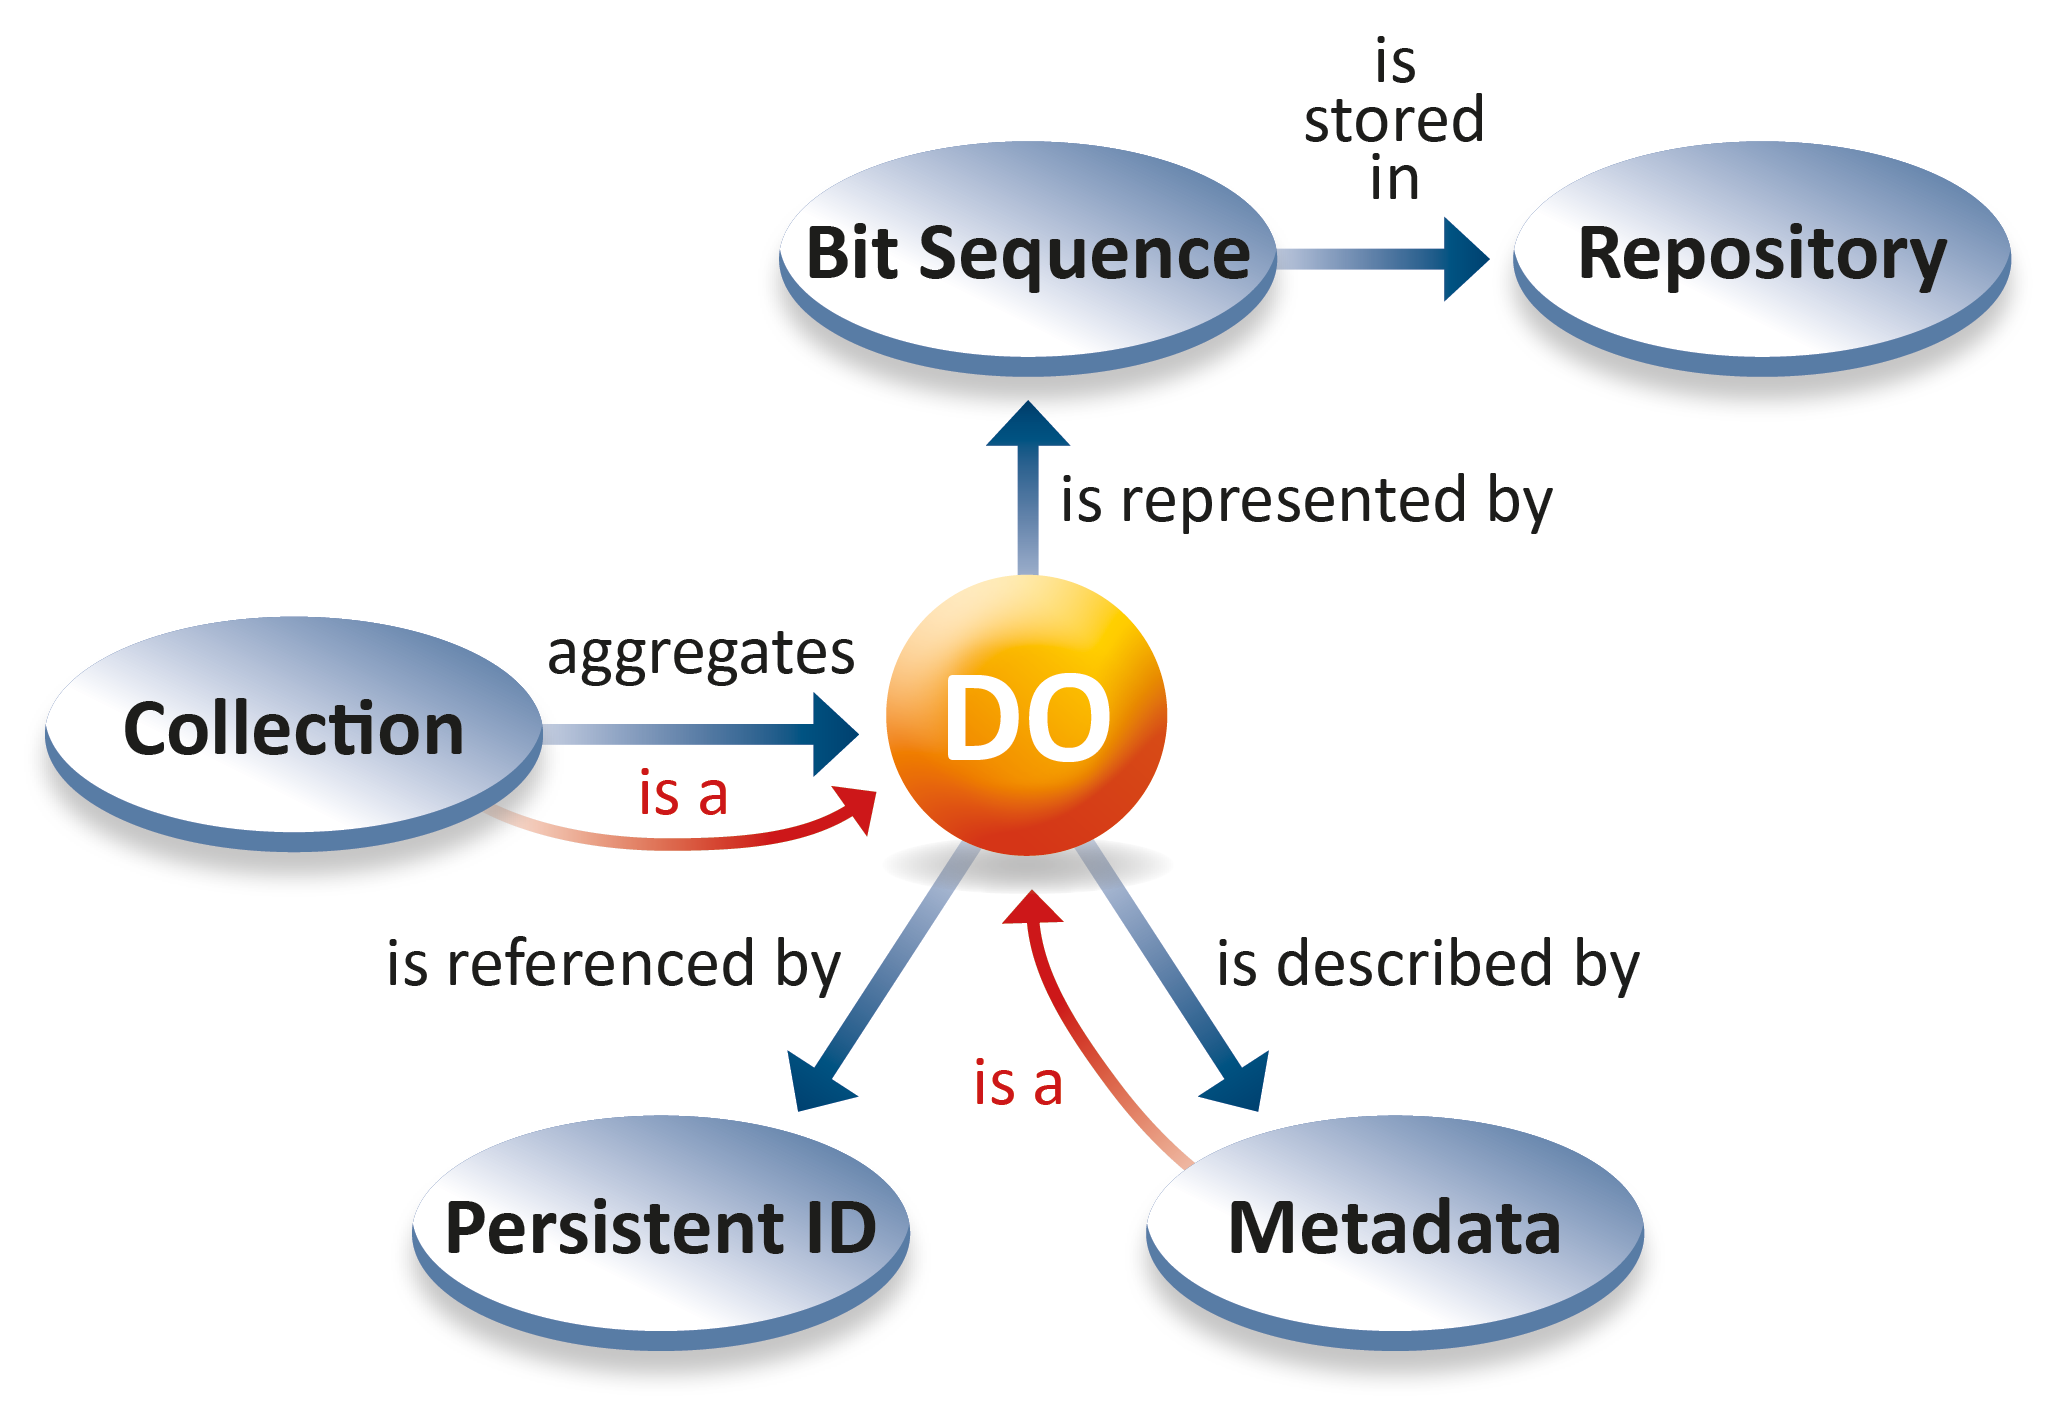 is
stored
in
Bit Sequence
Repository
is represented by
aggregates
DO
Collection
is a
is referenced by
is described by
is a
Persistent ID
Metadata